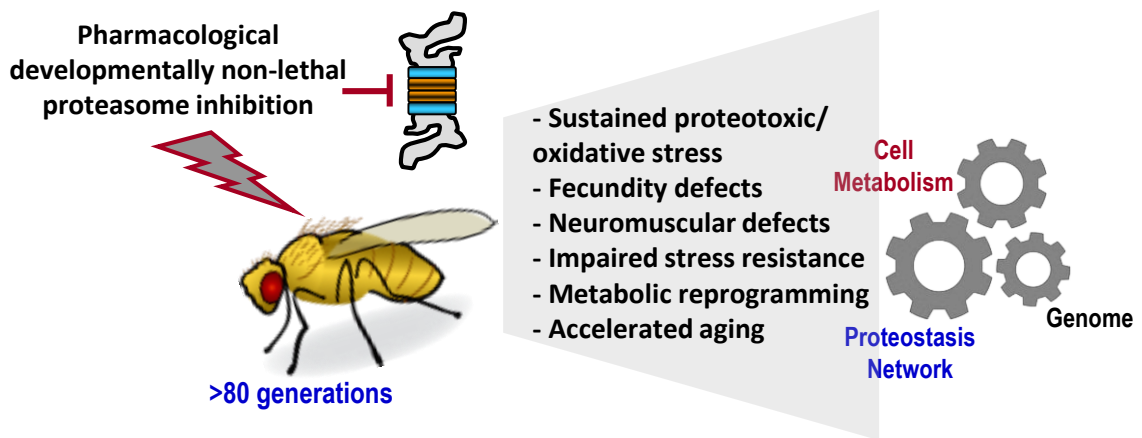 Pharmacological
developmentally non-lethal
proteasome inhibition
>80 generations
- Sustained proteotoxic/
oxidative stress
- Fecundity defects
- Neuromuscular defects
- Impaired stress resistance
- Metabolic reprogramming
- Accelerated aging
Cell
Metabolism
Genome
Proteostasis
Network